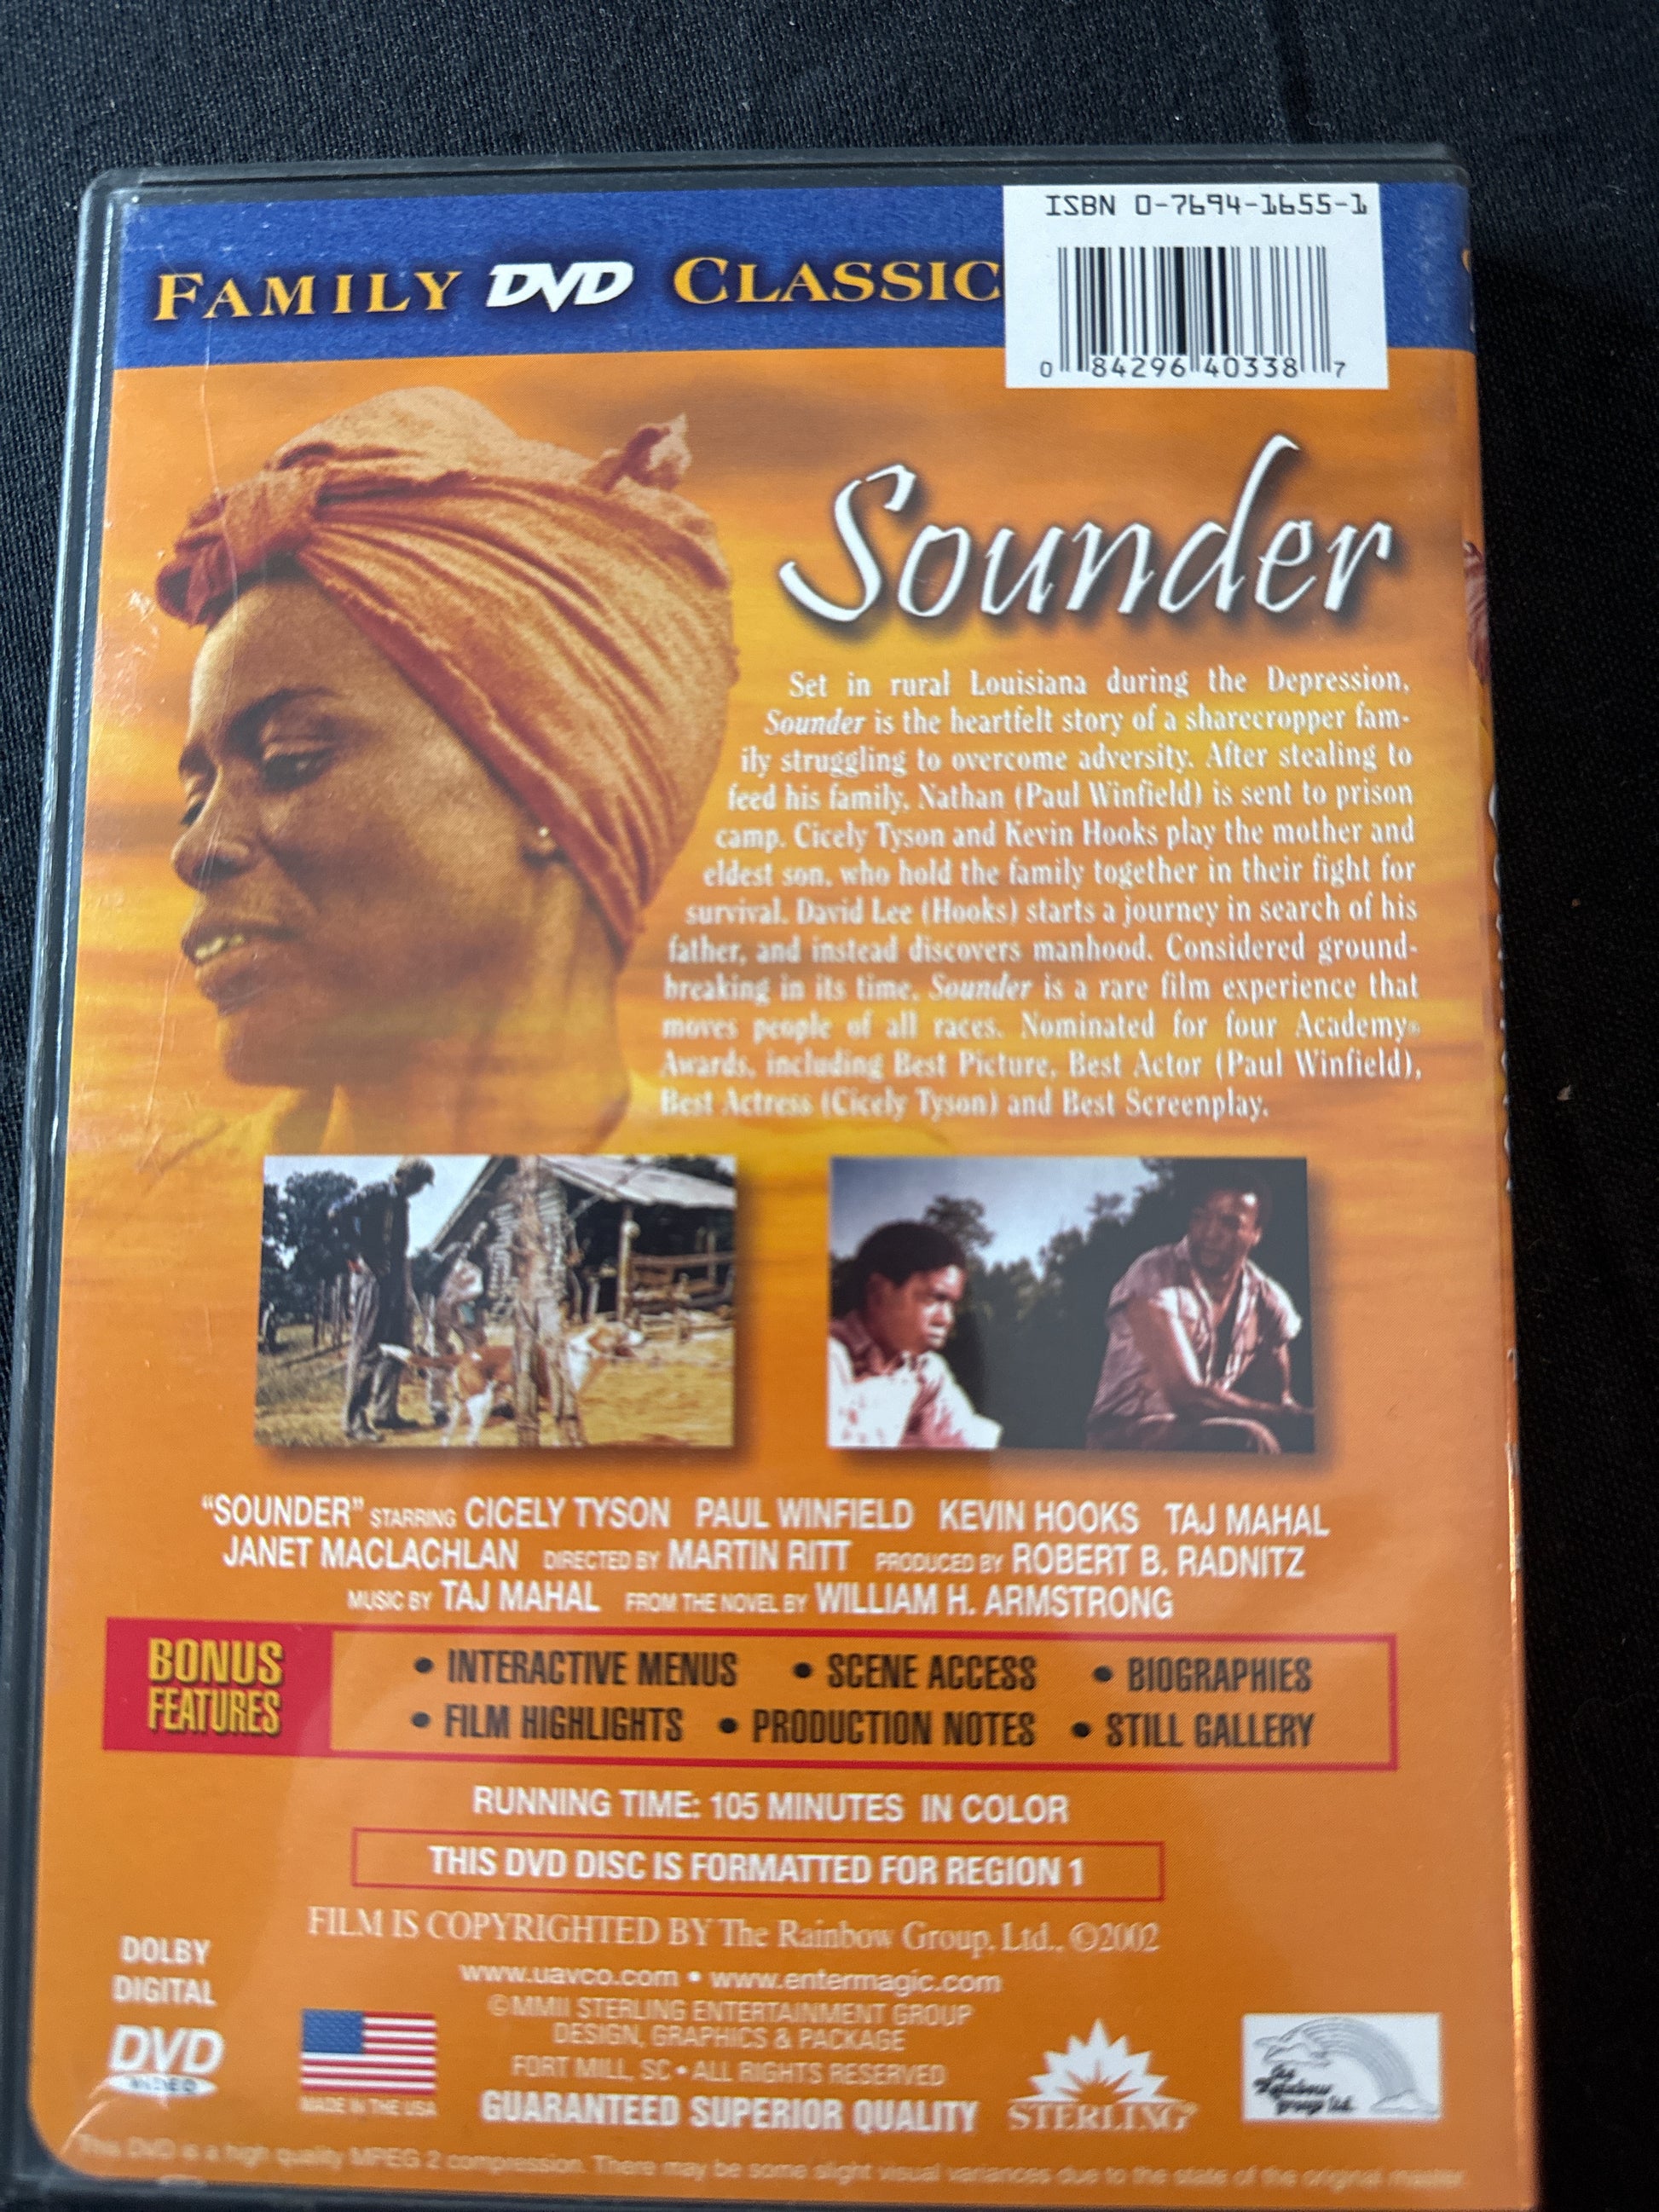 ISBN 0-7694-1655-1
FAMILY DVD CLASSIC
0 84296 40338 7
Sounder
Set in rural Louisiana during the Depression,
Sounder is the heartfelt story of a sharecropper fam-
ily struggling to overcome adversity. After stealing to
feed his family, Nathan (Paul Winfield) is sent to prison
camp. Cicely Tyson and Kevin Hooks play the mother and
eldest son, who hold the family together in their fight for
survival. David Lee (Hooks) starts a journey in search of his
father, and instead discovers manhood. Considered ground-
breaking in its time, Sounder is a rare film experience that
moves people of all races. Nominated for four Academy®
Awards, including Best Picture, Best Actor (Paul Winfield),
Best Actress (Cicely Tyson) and Best Screenplay.
"SOUNDER" STARRING CICELY TYSON PAUL WINFIELD KEVIN HOOKS TAJ MAHAL
JANET MACLACHLAN DIRECTED BY MARTIN RITT PRODUCED BY ROBERT B. RADNITZ
MUSIC BY TAJ MAHAL FROM THE NOVEL BY WILLIAM H. ARMSTRONG
BONUS
FEATURES
• INTERACTIVE MENUS • SCENE ACCESS • BIOGRAPHIES
• FILM HIGHLIGHTS • PRODUCTION NOTES • STILL GALLERY
RUNNING TIME: 105 MINUTES IN COLOR
THIS DVD DISC IS FORMATTED FOR REGION 1
FILM IS COPYRIGHTED BY The Rainbow Group, Ltd., ©2002
www.uavco.com • www.entermagic.com
©MMII STERLING ENTERTAINMENT GROUP
DESIGN, GRAPHICS & PACKAGE
FORT MILL, SC • ALL RIGHTS RESERVED
GUARANTEED SUPERIOR QUALITY
DOLBY
DIGITAL
DVD
VIDEO
MADE IN THE USA
STERLING®
the
Rainbow
group ltd.
This DVD is a high quality MPEG 2 compression. There may be some slight visual variances due to the state of the original master.